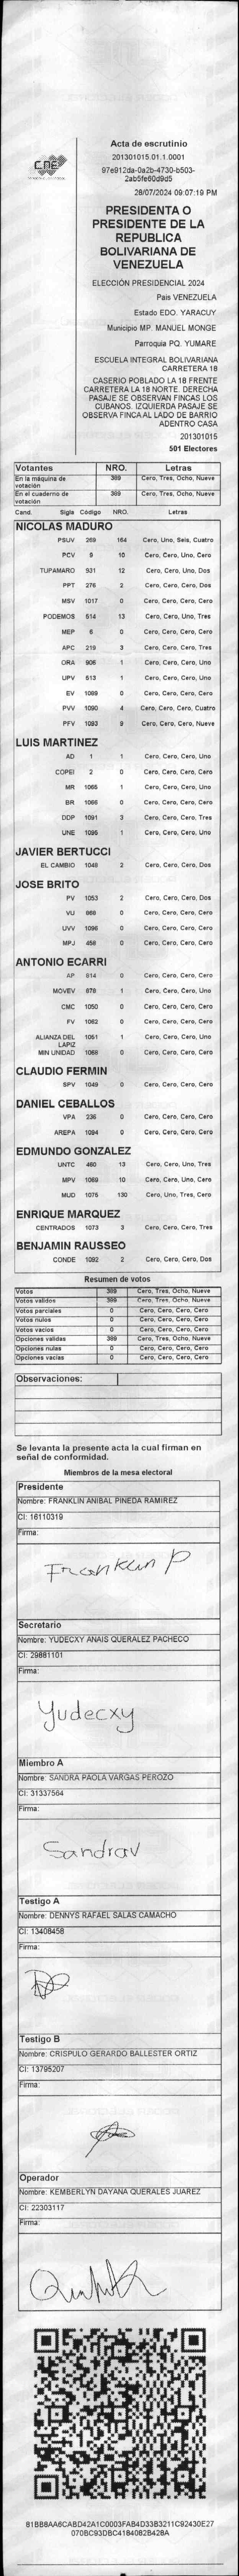 CNE
Acta de escrutinio
201301015.01.1.0001
97e912da-0a2b-4730-b503-
2ab5fe60d9d5
28/07/2024 09:07:19 PM
PRESIDENTA O
PRESIDENTE DE LA
REPUBLICA
BOLIVARIANA DE
VENEZUELA
ELECCIÓN PRESIDENCIAL 2024
Pais VENEZUELA
Estado EDO. YARACUY
Municipio MP. MANUEL MONGE
Parroquia PQ. YUMARE
ESCUELA INTEGRAL BOLIVARIANA
CARRETERA 18
CASERIO POBLADO LA 18 FRENTE
CARRETERA LA 18 NORTE. DERECHA
PASAJE SE OBSERVAN FINCAS LOS
CUBANOS. IZQUIERDA PASAJE SE
OBSERVA FINCA AL LADO DE BARRIO
ADENTRO CASA
201301015
501 Electores
Votantes NRO. Letras
En la máquina de votación 389 Cero, Tres, Ocho, Nueve
En el cuaderno de votación 389 Cero, Tres, Ocho, Nueve
Cand. Sigla Código NRO. Letras
NICOLAS MADURO
PSUV 269 164 Cero, Uno, Seis, Cuatro
PCV 9 10 Cero, Cero, Uno, Cero
TUPAMARO 931 12 Cero, Cero, Uno, Dos
PPT 276 2 Cero, Cero, Cero, Dos
MSV 1017 0 Cero, Cero, Cero, Cero
PODEMOS 514 13 Cero, Cero, Uno, Tres
MEP 6 0 Cero, Cero, Cero, Cero
APC 219 3 Cero, Cero, Cero, Tres
ORA 906 1 Cero, Cero, Cero, Uno
UPV 613 1 Cero, Cero, Cero, Uno
EV 1089 0 Cero, Cero, Cero, Cero
PVV 1090 4 Cero, Cero, Cero, Cuatro
PFV 1093 9 Cero, Cero, Cero, Nueve
LUIS MARTINEZ
AD 1 1 Cero, Cero, Cero, Uno
COPEI 2 0 Cero, Cero, Cero, Cero
MR 1065 1 Cero, Cero, Cero, Uno
BR 1066 0 Cero, Cero, Cero, Cero
DDP 1091 3 Cero, Cero, Cero, Tres
UNE 1095 1 Cero, Cero, Cero, Uno
JAVIER BERTUCCI
EL CAMBIO 1048 2 Cero, Cero, Cero, Dos
JOSE BRITO
PV 1053 2 Cero, Cero, Cero, Dos
VU 868 0 Cero, Cero, Cero, Cero
UVV 1096 0 Cero, Cero, Cero, Cero
MPJ 458 0 Cero, Cero, Cero, Cero
ANTONIO ECARRI
AP 814 0 Cero, Cero, Cero, Cero
MOVEV 878 1 Cero, Cero, Cero, Uno
CMC 1050 0 Cero, Cero, Cero, Cero
FV 1062 0 Cero, Cero, Cero, Cero
ALIANZA DEL LAPIZ 1051 1 Cero, Cero, Cero, Uno
MIN UNIDAD 1068 0 Cero, Cero, Cero, Cero
CLAUDIO FERMIN
SPV 1049 0 Cero, Cero, Cero, Cero
DANIEL CEBALLOS
VPA 236 0 Cero, Cero, Cero, Cero
AREPA 1094 0 Cero, Cero, Cero, Cero
EDMUNDO GONZALEZ
UNTC 460 13 Cero, Cero, Uno, Tres
MPV 1069 10 Cero, Cero, Uno, Cero
MUD 1075 130 Cero, Uno, Tres, Cero
ENRIQUE MARQUEZ
CENTRADOS 1073 3 Cero, Cero, Cero, Tres
BENJAMIN RAUSSEO
CONDE 1092 2 Cero, Cero, Cero, Dos
Resumen de votos
Votos 389 Cero, Tres, Ocho, Nueve
Votos validos 389 Cero, Tres, Ocho, Nueve
Votos parciales 0 Cero, Cero, Cero, Cero
Votos nulos 0 Cero, Cero, Cero, Cero
Votos vacios 0 Cero, Cero, Cero, Cero
Opciones validas 389 Cero, Tres, Ocho, Nueve
Opciones nulas 0 Cero, Cero, Cero, Cero
Opciones vacias 0 Cero, Cero, Cero, Cero
Observaciones:
Se levanta la presente acta la cual firman en
señal de conformidad.
Miembros de la mesa electoral
Presidente
Nombre: FRANKLIN ANIBAL PINEDA RAMIREZ
CI: 16110319
Firma:
Franklin P
Secretario
Nombre: YUDECXY ANAIS QUERALEZ PACHECO
CI: 29881101
Firma:
Yudecxy
Miembro A
Nombre: SANDRA PAOLA VARGAS PEROZO
CI: 31337564
Firma:
Sandrav
Testigo A
Nombre: DENNYS RAFAEL SALAS CAMACHO
CI: 13408458
Firma:
Testigo B
Nombre: CRISPULO GERARDO BALLESTER ORTIZ
CI: 13795207
Firma:
Operador
Nombre: KEMBERLYN DAYANA QUERALES JUAREZ
CI: 22303117
Firma:
81BB8AA6CABD42A1C0003FAB4D33B3211C92430E27
070BC93DBC4184082B428A